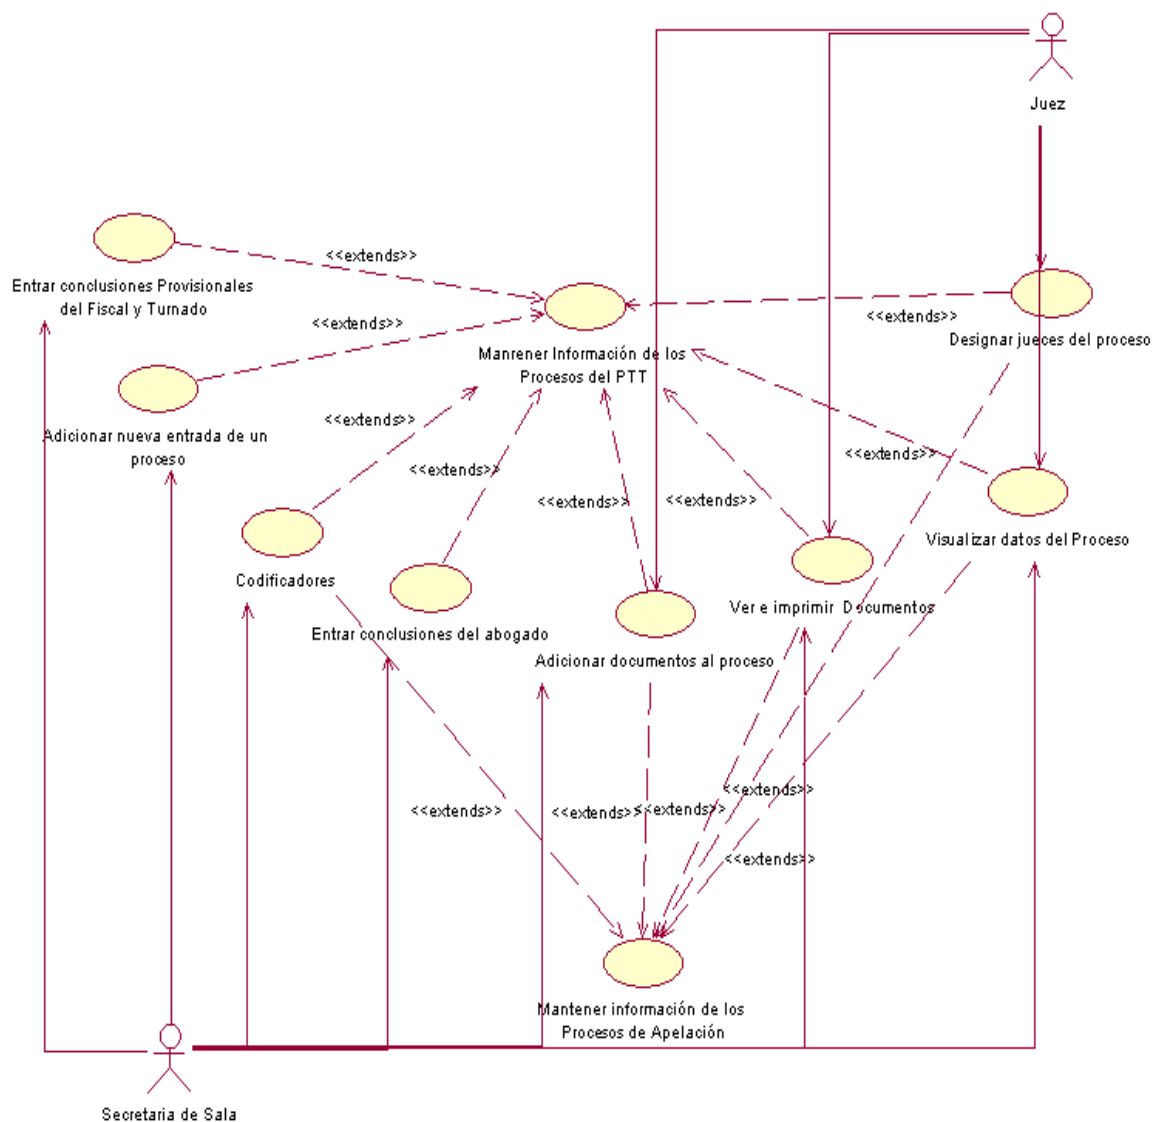 Juez
<<extends>>
Entrar conclusiones Provisionales
del Fiscal y Turnado
<<extends>>
<<extends>>
Designar jueces del proceso
Manrener Información de los
Procesos del PTT
<<extends>>
Adicionar nueva entrada de un
proceso
<<extends>>
<<extends>>
<<extends>>
<<extends>>
Visualizar datos del Proceso
Codificadores
Ver e imprimir Documentos
Entrar conclusiones del abogado
Adicionar documentos al proceso
<<extends>>
<<extends>>
<<extends>>
<<extends>>
<<extends>>
Mantener información de los
Procesos de Apelación
Secretaria de Sala